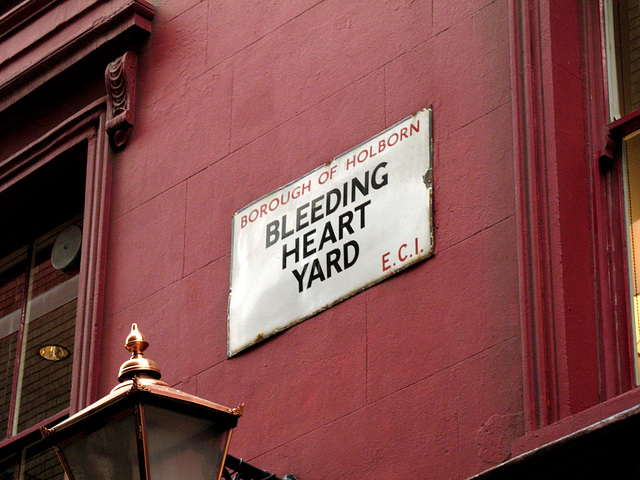 BOROUGH OF HOLBORN
BLEEDING
HEART
YARD
E.C.1.